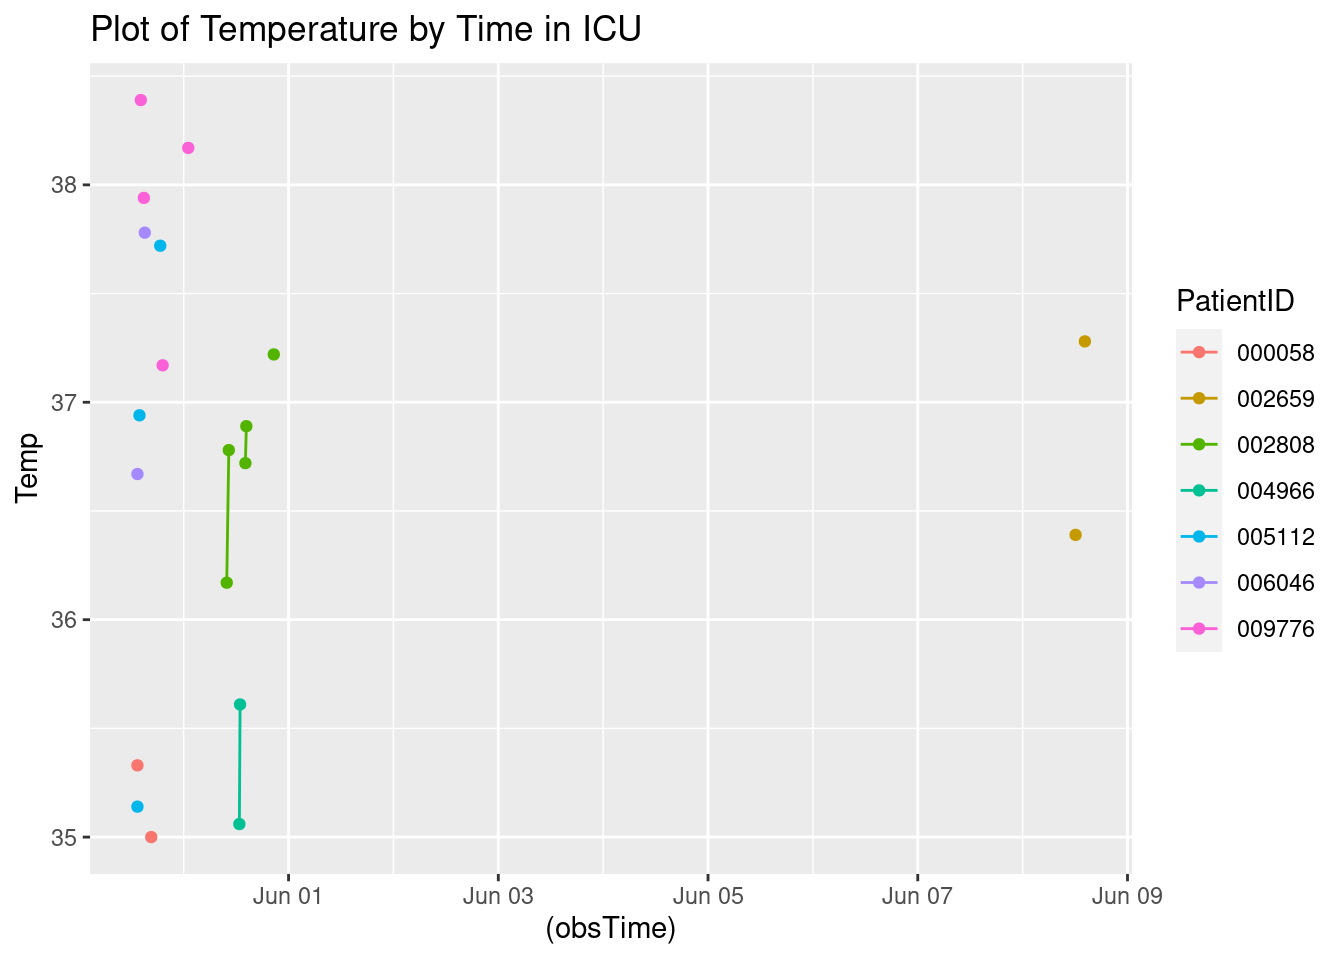 Plot of Temperature by Time in ICU
38
37
36
35
Temp
Jun 01
Jun 03
Jun 05
Jun 07
Jun 09
(obsTime)
PatientID
000058
002659
002808
004966
005112
006046
009776